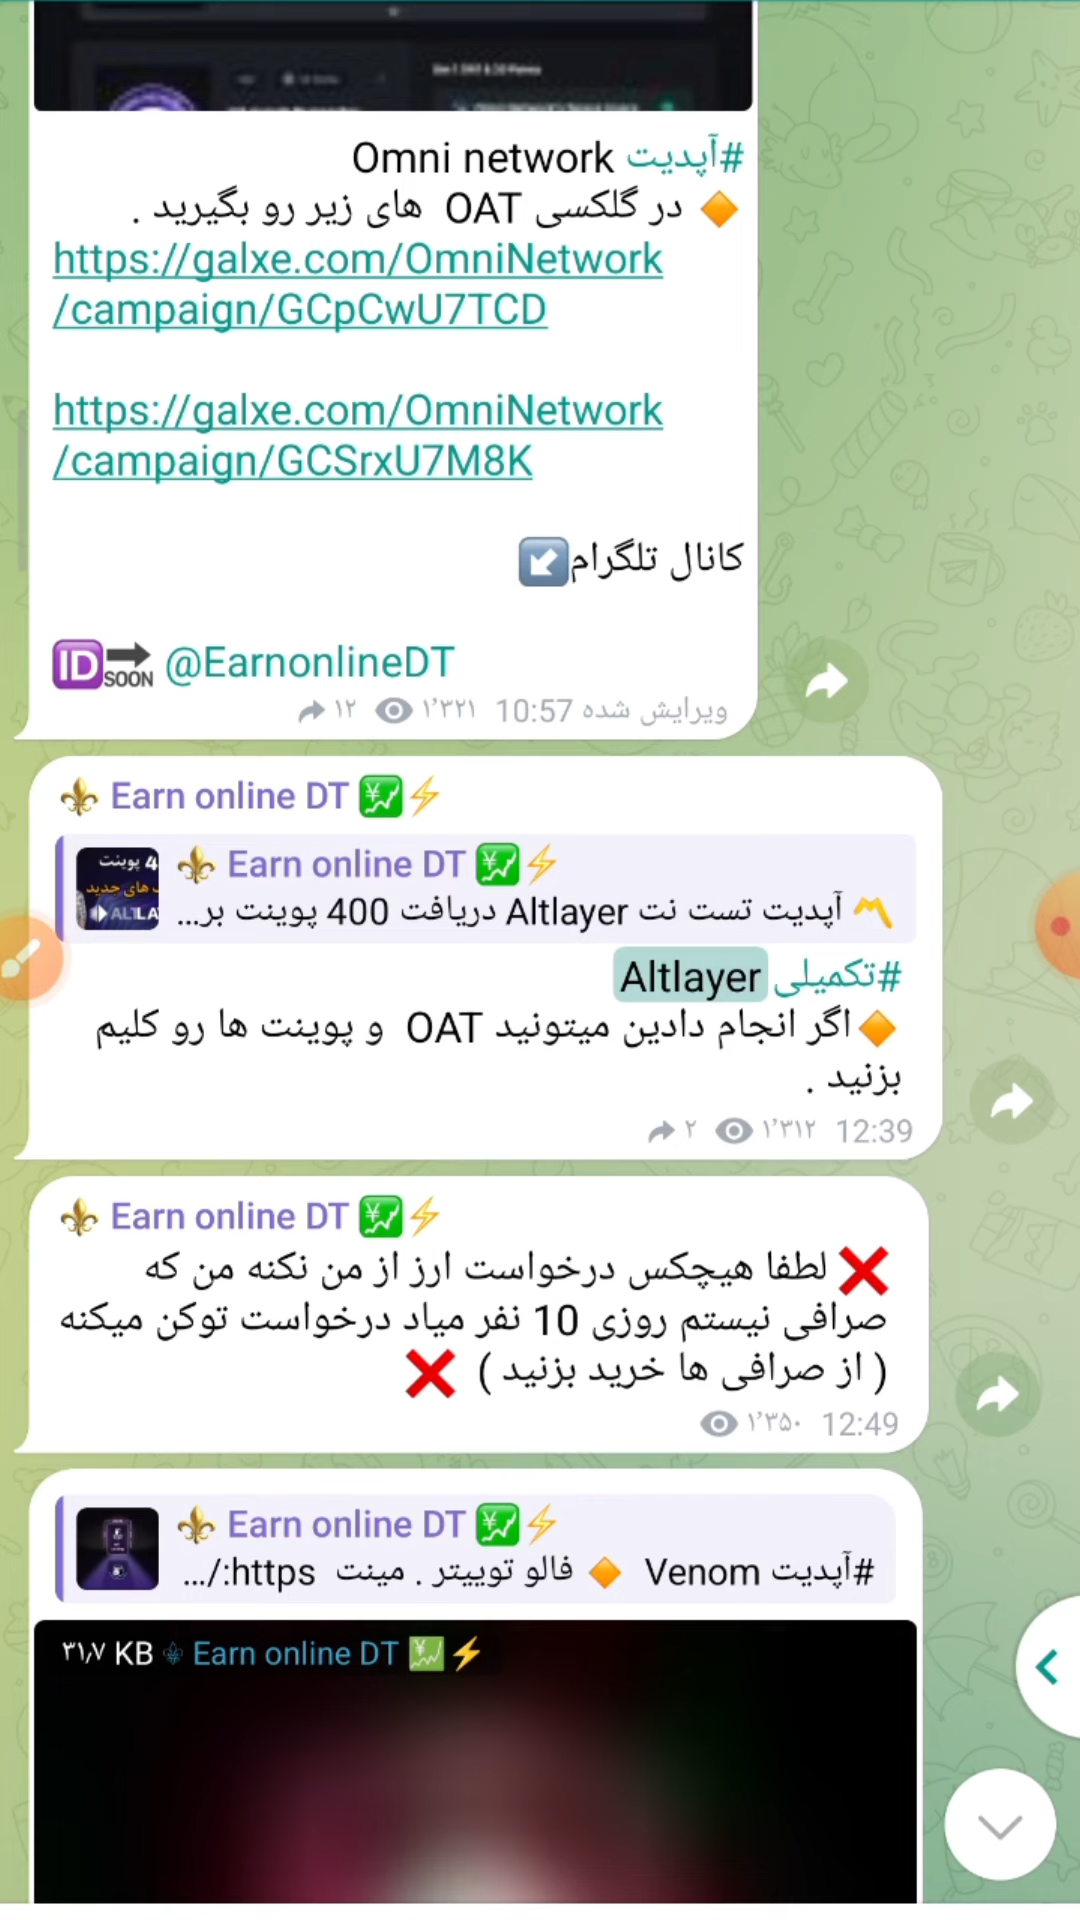 #آپدیت Omni network
🔶 در گلکسی OAT های زیر رو بگیرید .
https://galxe.com/OmniNetwork
/campaign/GCpCwU7TCD
https://galxe.com/OmniNetwork
/campaign/GCSrxU7M8K
کانال تلگرام↙️
🆔🔜 @EarnonlineDT
۱۲ ۱٬۳۲۱ ویرایش شده 10:57
⚜️ Earn online DT 💹⚡
4 پوینت
های جدید
ALTLA
⚜️ Earn online DT 💹⚡
〽️ آپدیت تست نت Altlayer دریافت 400 پوینت بر...
#تکمیلی Altlayer
🔶اگر انجام دادین میتونید OAT و پوینت ها رو کلیم
بزنید .
۲ ۱٬۳۱۲ 12:39
⚜️ Earn online DT 💹⚡
❌ لطفا هیچکس درخواست ارز از من نکنه من که
صرافی نیستم روزی 10 نفر میاد درخواست توکن میکنه
( از صرافی ها خرید بزنید ) ❌
۱٬۳۵۰ 12:49
⚜️ Earn online DT 💹⚡
#آپدیت Venom 🔶 فالو توییتر . مینت https:/...
۳۱٫۷ KB ⚜️ Earn online DT 💹⚡